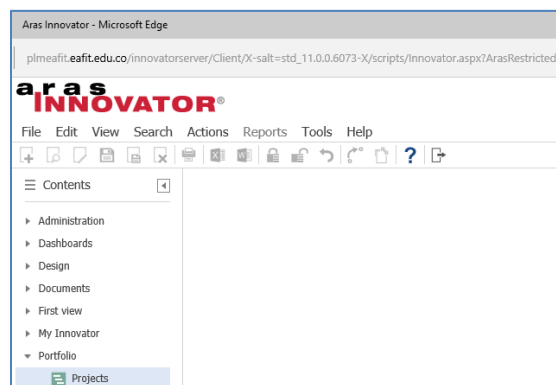 Aras Innovator - Microsoft Edge
plmeafit.eafit.edu.co/innovatorserver/Client/X-salt=std_11.0.0.6073-X/scripts/Innovator.aspx?ArasRestricted
aras
INNOVATOR®
File Edit View Search Actions Reports Tools Help
Contents
Administration
Dashboards
Design
Documents
First view
My Innovator
Portfolio
Projects